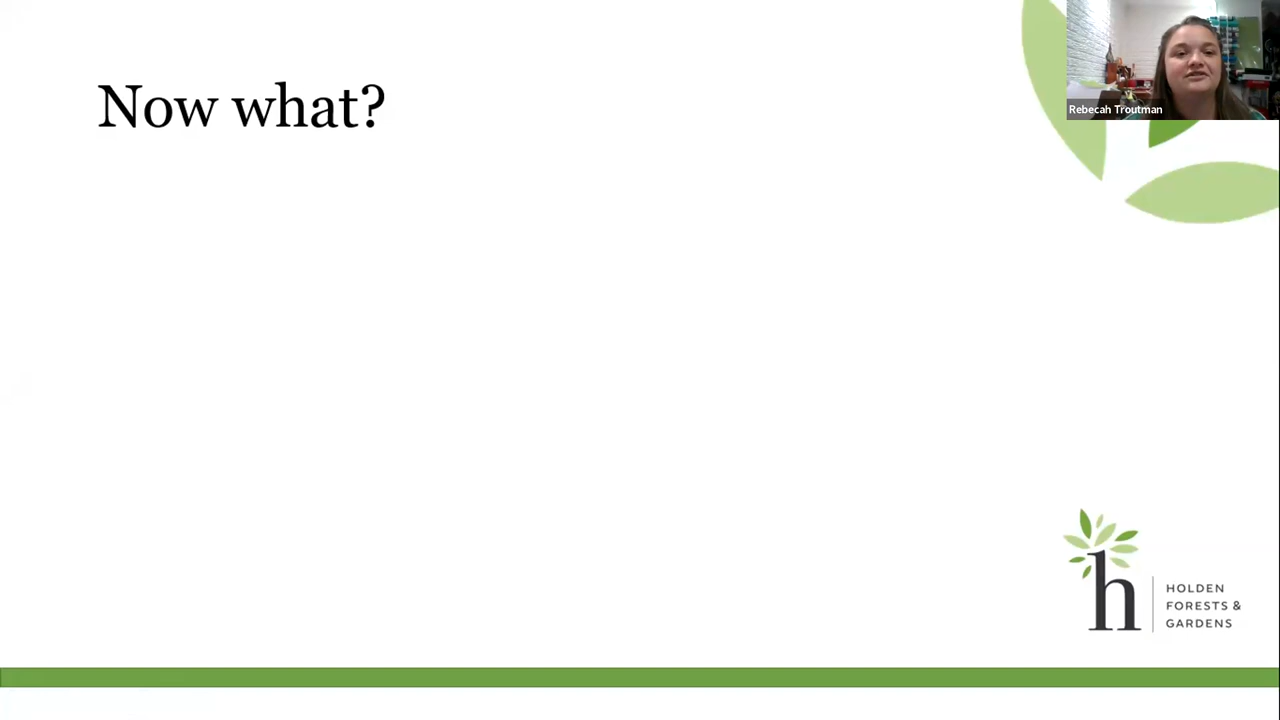 Now what?
Rebecah Troutman
h
HOLDEN
FORESTS &
GARDENS